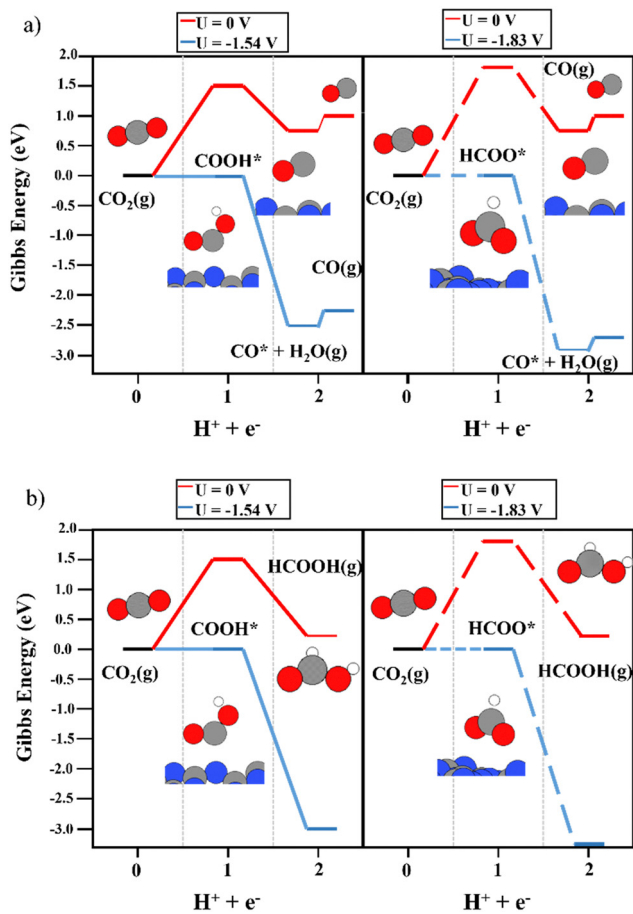 a)
U = 0 V
U = -1.54 V
U = 0 V
U = -1.83 V
Gibbs Energy (eV)
2.0
1.5
1.0
0.5
0.0
-0.5
-1.0
-1.5
-2.0
-2.5
-3.0
CO₂(g)
COOH*
CO(g)
CO* + H₂O(g)
CO₂(g)
HCOO*
CO(g)
CO* + H₂O(g)
0 1 2
0 1 2
H⁺ + e⁻
H⁺ + e⁻
b)
U = 0 V
U = -1.54 V
U = 0 V
U = -1.83 V
Gibbs Energy (eV)
2.0
1.5
1.0
0.5
0.0
-0.5
-1.0
-1.5
-2.0
-2.5
-3.0
CO₂(g)
COOH*
HCOOH(g)
CO₂(g)
HCOO*
HCOOH(g)
0 1 2
0 1 2
H⁺ + e⁻
H⁺ + e⁻